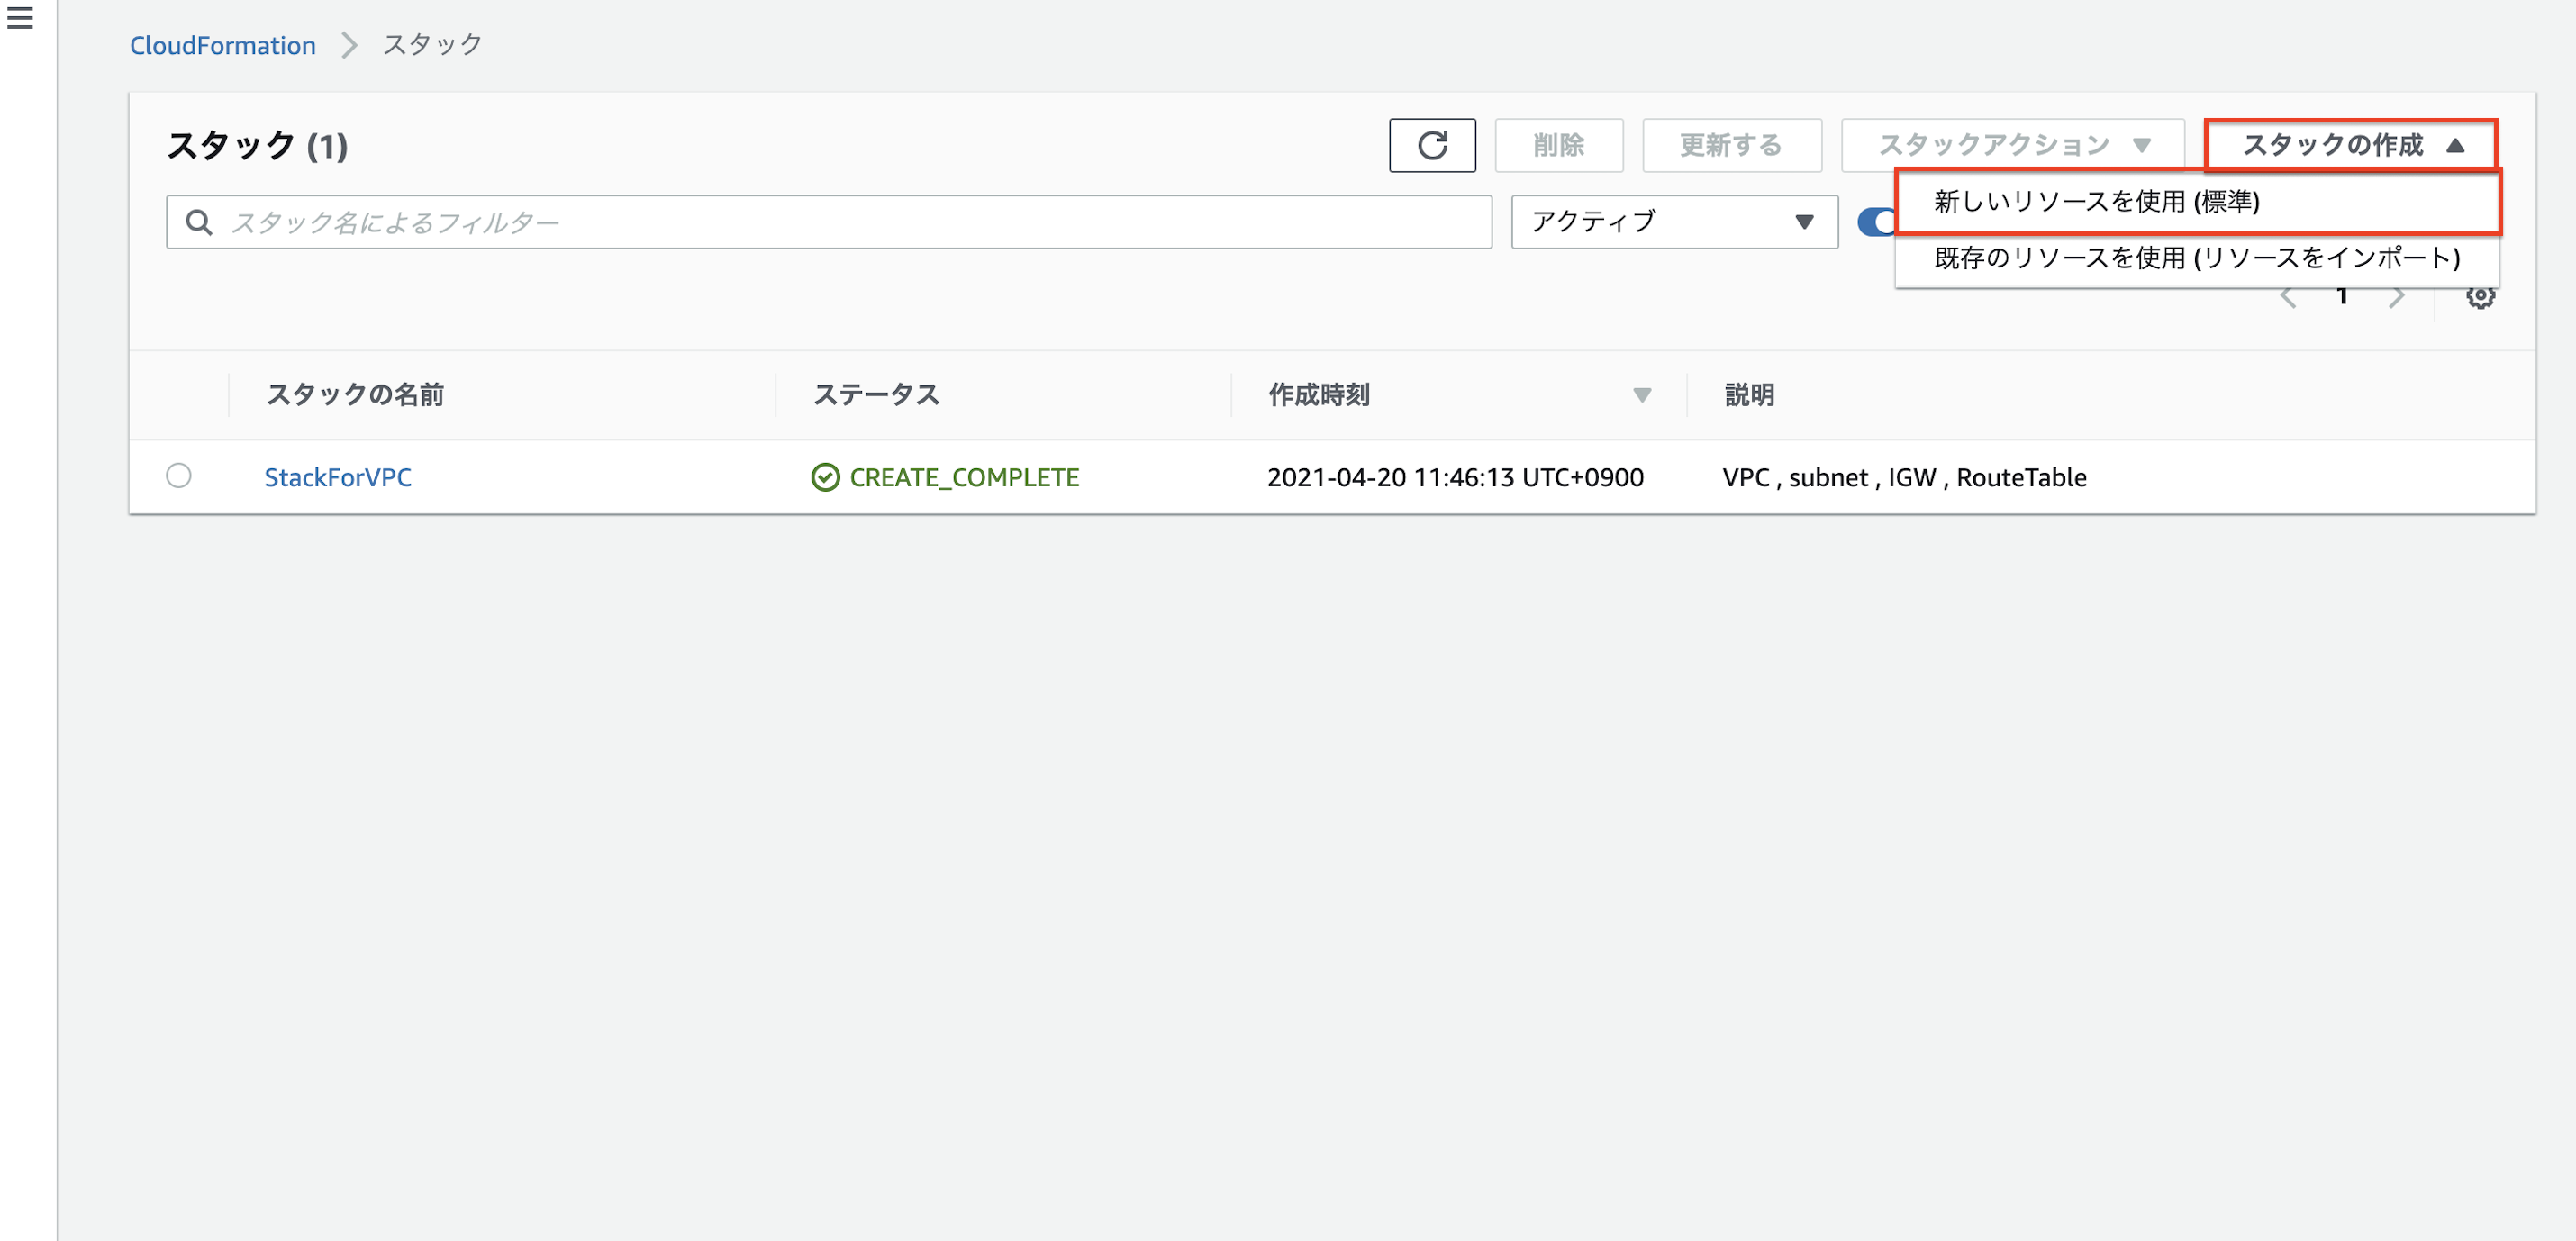 CloudFormation スタック
スタック (1)
削除
更新する
スタックアクション
スタックの作成
新しいリソースを使用 (標準)
既存のリソースを使用 (リソースをインポート)
スタック名によるフィルター
アクティブ
1
スタックの名前 ステータス 作成時刻 説明
StackForVPC CREATE_COMPLETE 2021-04-20 11:46:13 UTC+0900 VPC , subnet , IGW , RouteTable